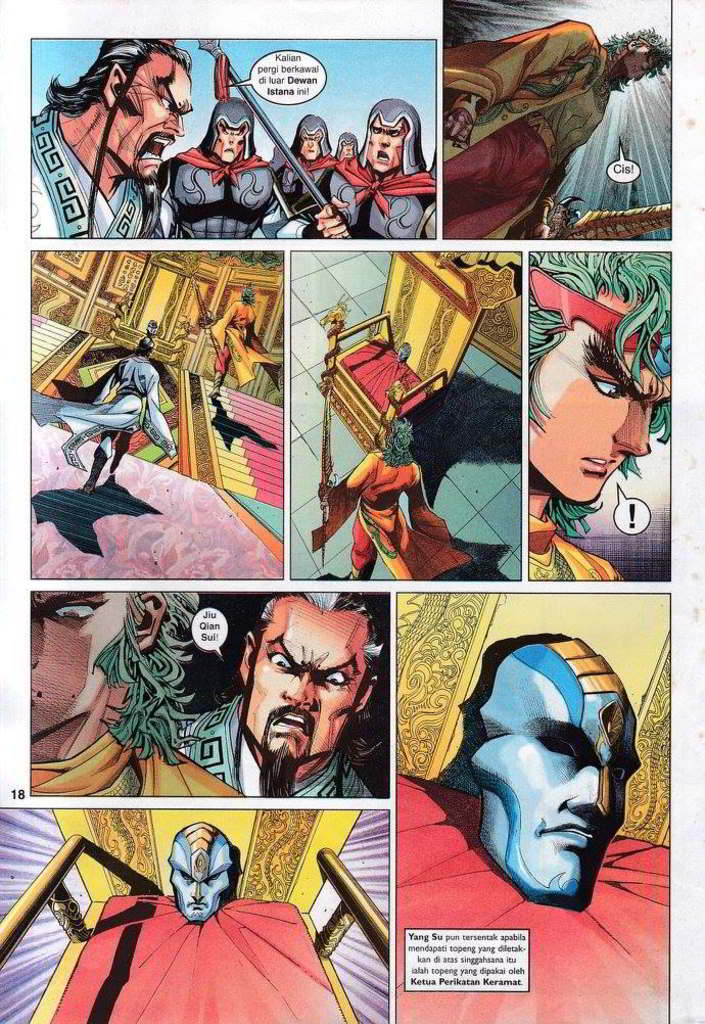 Kalian
pergi berkawal
di luar Dewan
Istana ini!
Cis!
!
Jiu
Qian
Sui!
18
Yang Su pun tersentak apabila
mendapati topeng yang diletak-
kan di atas singgahsana itu
ialah topeng yang dipakai oleh
Ketua Perikatan Keramat.